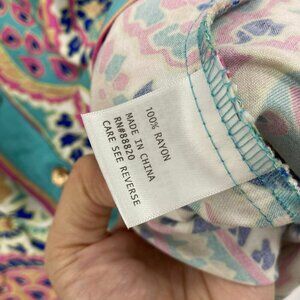 100% RAYON
MADE IN CHINA
RN#88820
CARE SEE REVERSE